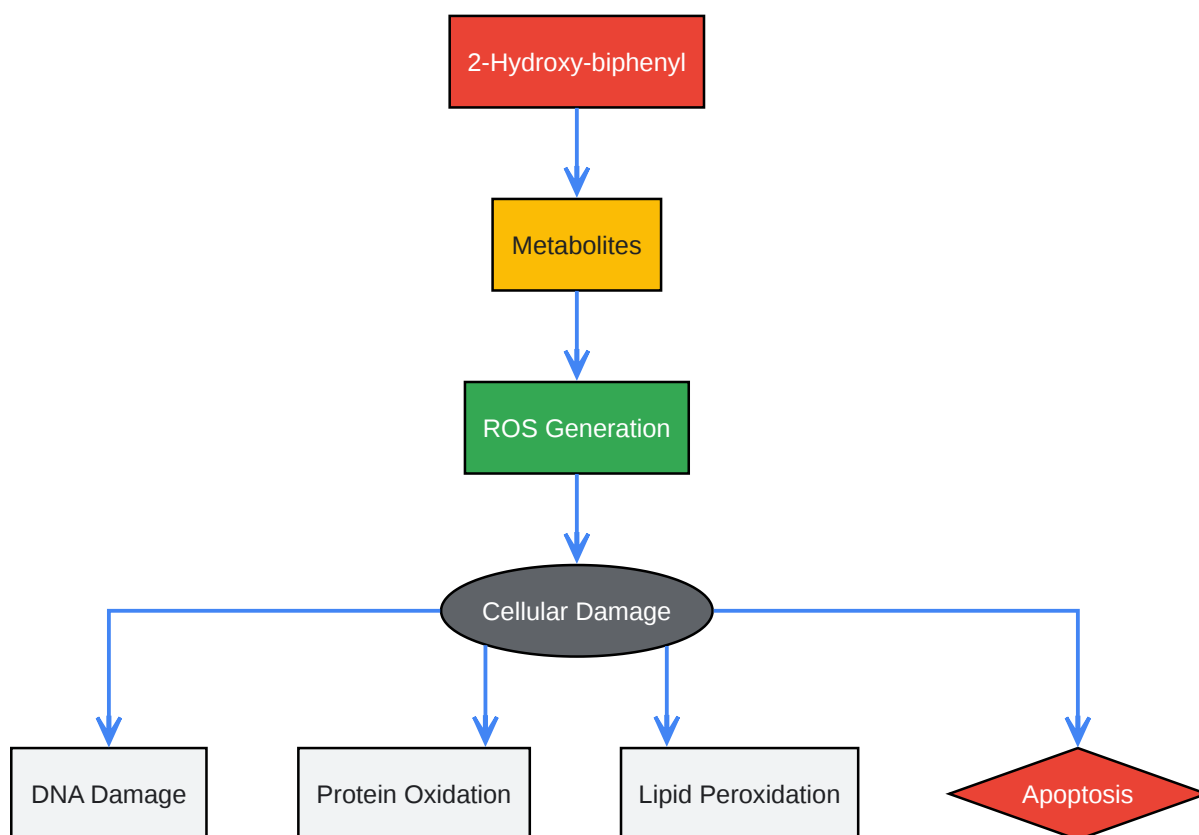 2-Hydroxy-biphenyl
Metabolites
ROS Generation
Cellular Damage
DNA Damage
Protein Oxidation
Lipid Peroxidation
Apoptosis